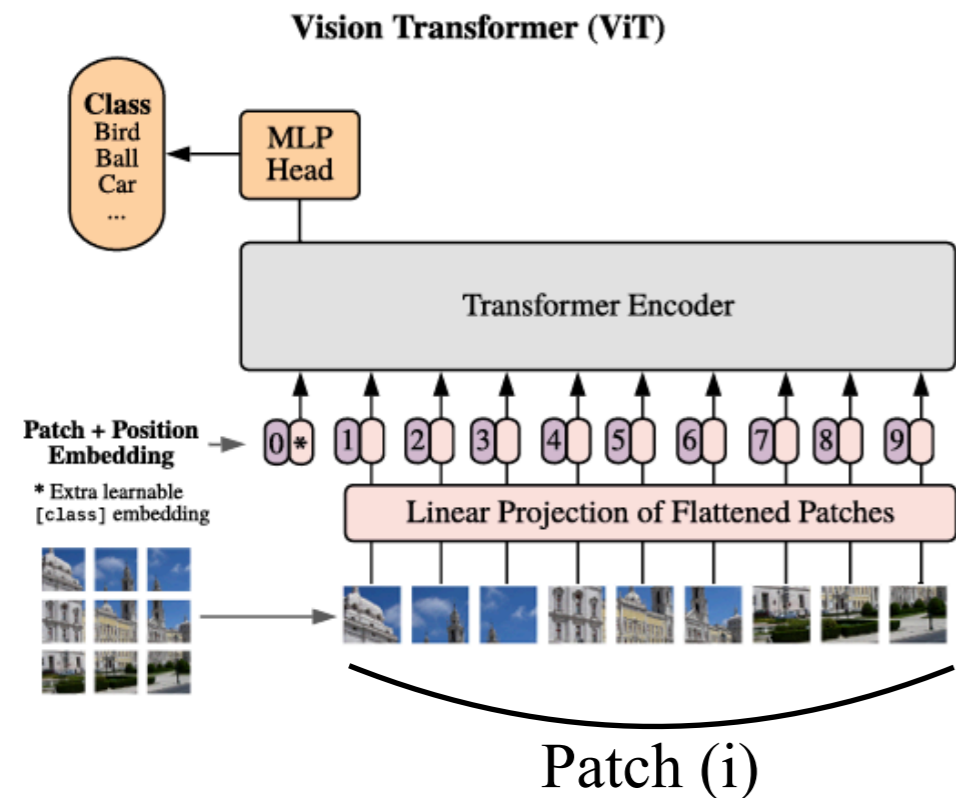 Vision Transformer (ViT)
Class
Bird
Ball
Car
...
MLP
Head
Transformer Encoder
Patch + Position
Embedding
0 * 1 2 3 4 5 6 7 8 9
* Extra learnable
[class] embedding
Linear Projection of Flattened Patches
Patch (i)